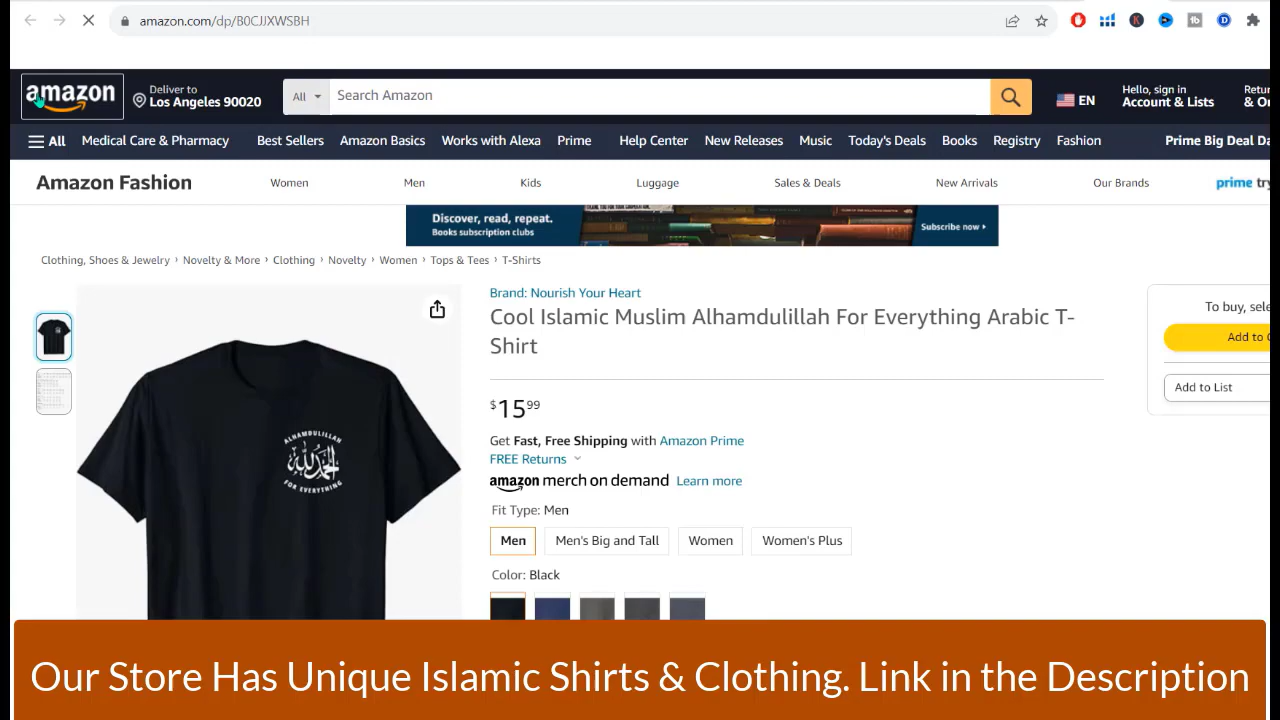 amazon.com/dp/B0CJJXWSBH
amazon
Deliver to
Los Angeles 90020
All
Search Amazon
EN
Hello, sign in
Account & Lists
Retu
& O
All
Medical Care & Pharmacy
Best Sellers
Amazon Basics
Works with Alexa
Prime
Help Center
New Releases
Music
Today's Deals
Books
Registry
Fashion
Prime Big Deal Da
Amazon Fashion
Women
Men
Kids
Luggage
Sales & Deals
New Arrivals
Our Brands
prime try
Discover, read, repeat.
Books subscription clubs
Subscribe now
Clothing, Shoes & Jewelry › Novelty & More › Clothing › Novelty › Women › Tops & Tees › T-Shirts
Brand: Nourish Your Heart
Cool Islamic Muslim Alhamdulillah For Everything Arabic T-
Shirt
$15 99
Get Fast, Free Shipping with Amazon Prime
FREE Returns
amazon merch on demand Learn more
Fit Type: Men
Men
Men's Big and Tall
Women
Women's Plus
Color: Black
To buy, sele
Add to C
Add to List
ALHAMDULILLAH
الحمد لله
FOR EVERYTHING
Our Store Has Unique Islamic Shirts & Clothing. Link in the Description